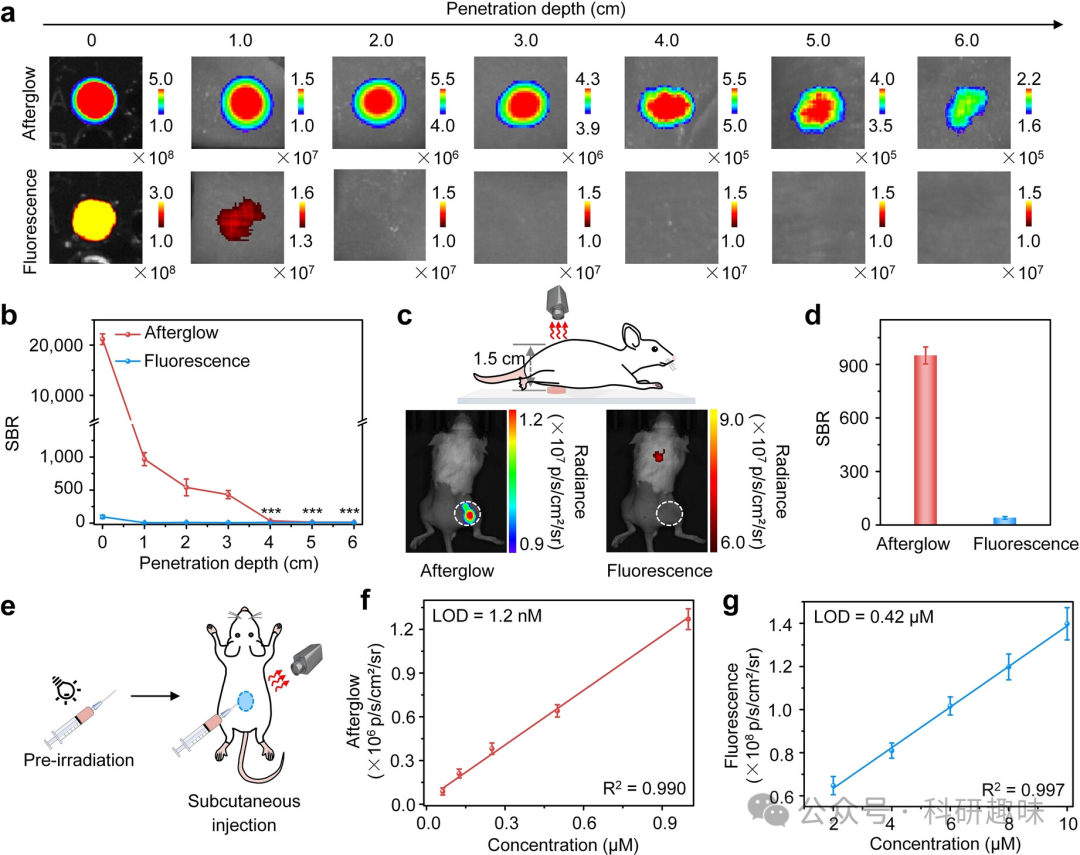 a
Penetration depth (cm)
0 1.0 2.0 3.0 4.0 5.0 6.0
Afterglow
5.0 1.5 5.5 4.3 5.5 4.0 2.2
1.0 1.0 4.0 3.9 5.0 3.5 1.6
×10⁸ ×10⁷ ×10⁶ ×10⁶ ×10⁵ ×10⁵ ×10⁵
Fluorescence
3.0 1.6 1.5 1.5 1.5 1.5 1.5
1.0 1.3 1.0 1.0 1.0 1.0 1.0
×10⁸ ×10⁷ ×10⁷ ×10⁷ ×10⁷ ×10⁷ ×10⁷
b
Afterglow
Fluorescence
SBR
20,000
10,000
1,000
500
0
*** *** ***
0 1 2 3 4 5 6
Penetration depth (cm)
c
1.5 cm
1.2
0.9
Radiance
(×10⁷ p/s/cm²/sr)
Afterglow
9.0
6.0
Radiance
(×10⁷ p/s/cm²/sr)
Fluorescence
d
SBR
900
600
300
0
Afterglow Fluorescence
e
Pre-irradiation
Subcutaneous
injection
f
LOD = 1.2 nM
Afterglow
(×10⁶ p/s/cm²/sr)
1.2
0.9
0.6
0.3
0.0
R² = 0.990
0.0 0.3 0.6 0.9
Concentration (μM)
g
LOD = 0.42 μM
Fluorescence
(×10⁸ p/s/cm²/sr)
1.4
1.2
1.0
0.8
0.6
R² = 0.997
2 4 6 8 10
Concentration (μM)
公众号 · 科研趣味